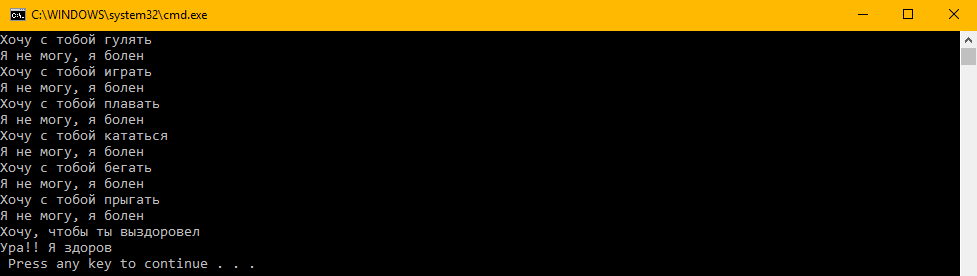 C:\WINDOWS\system32\cmd.exe
Хочу с тобой гулять
Я не могу, я болен
Хочу с тобой играть
Я не могу, я болен
Хочу с тобой плавать
Я не могу, я болен
Хочу с тобой кататься
Я не могу, я болен
Хочу с тобой бегать
Я не могу, я болен
Хочу с тобой прыгать
Я не могу, я болен
Хочу, чтобы ты выздоровел
Ура!! Я здоров
Press any key to continue . . .